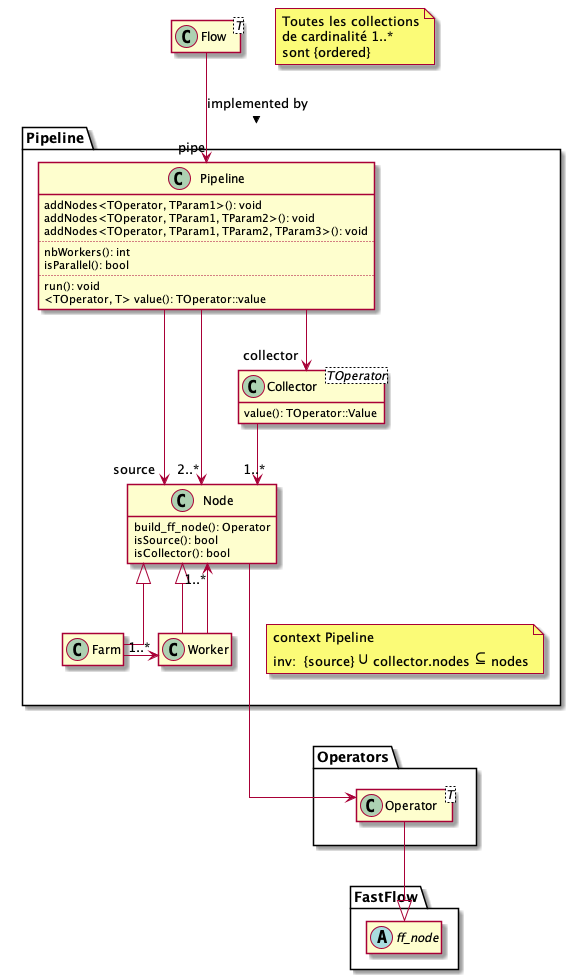 C Flow T
Toutes les collections
de cardinalité 1..*
sont {ordered}
implemented by
▼
pipe
Pipeline
C Pipeline
addNodes<TOperator, TParam1>(): void
addNodes<TOperator, TParam1, TParam2>(): void
addNodes<TOperator, TParam1, TParam2, TParam3>(): void
nbWorkers(): int
isParallel(): bool
run(): void
<TOperator, T> value(): TOperator::value
collector
C Collector TOperator
value(): TOperator::Value
source
2..*
1..*
C Node
build_ff_node(): Operator
isSource(): bool
isCollector(): bool
1..*
C Farm
1..*
C Worker
context Pipeline
inv: {source} ∪ collector.nodes ⊆ nodes
Operators
C Operator T
FastFlow
A ff_node